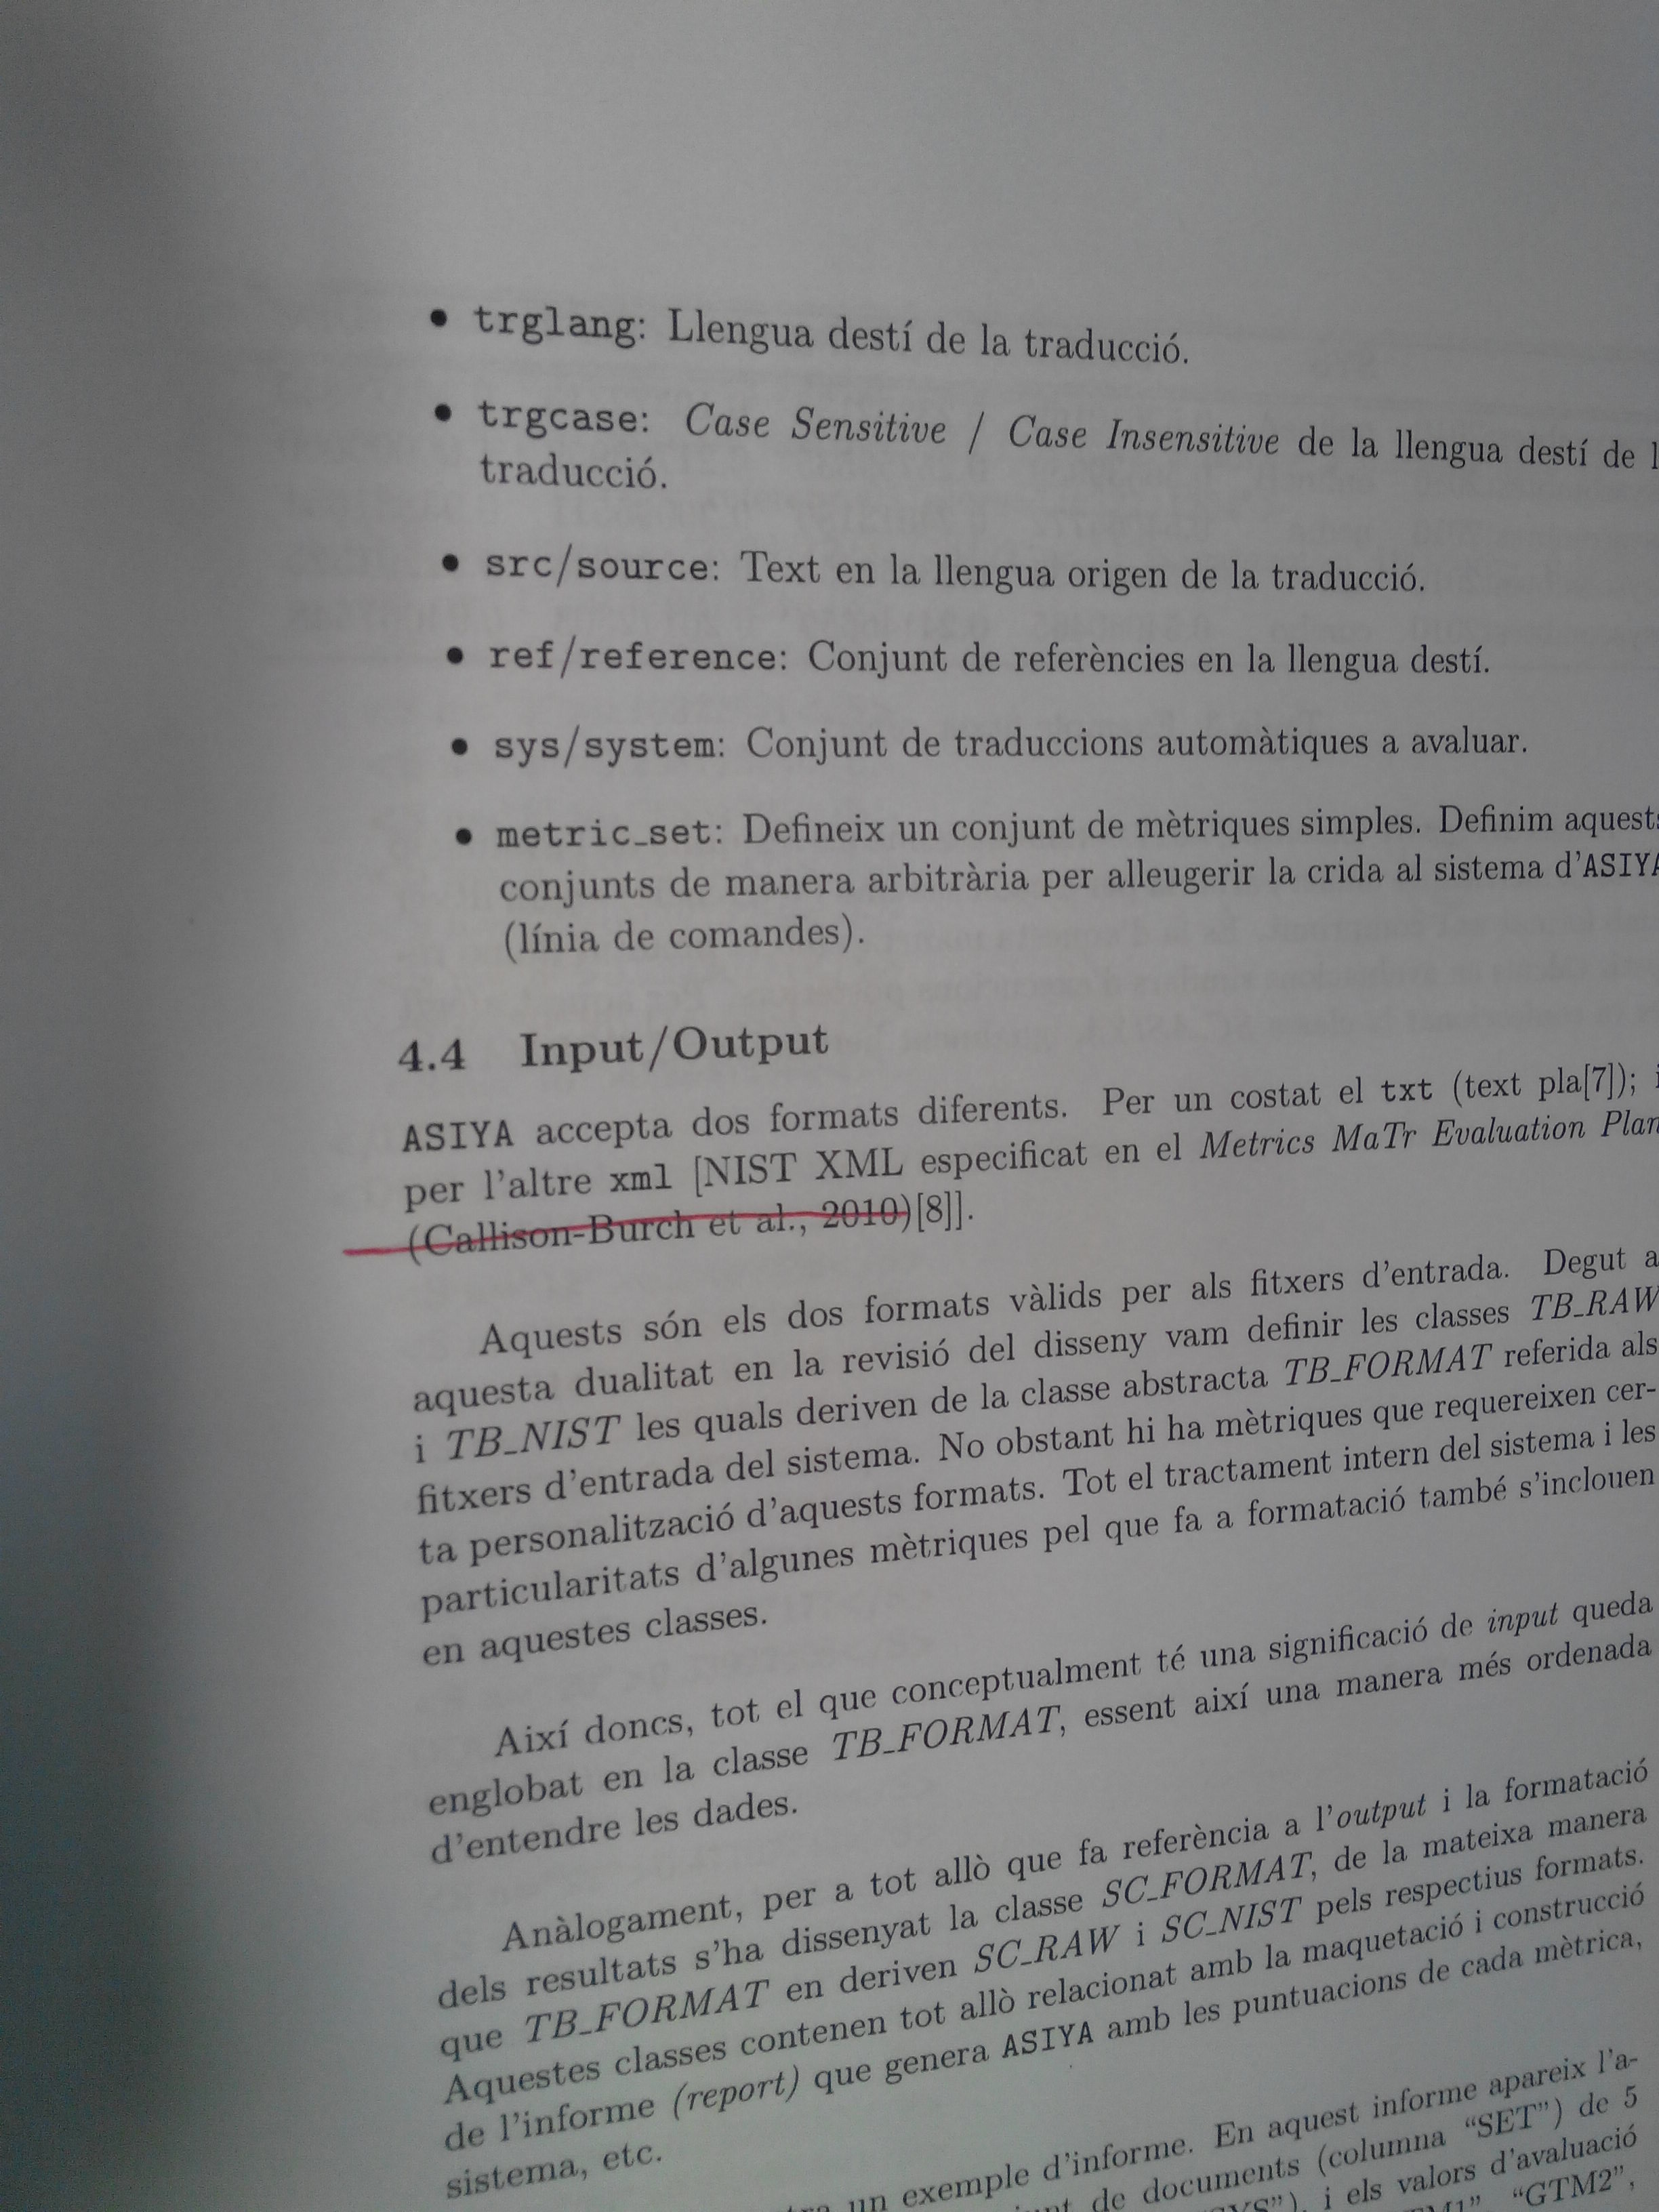 • trglang: Llengua destí de la traducció.
• trgcase: Case Sensitive / Case Insensitive de la llengua destí de
traducció.
• src/source: Text en la llengua origen de la traducció.
• ref/reference: Conjunt de referències en la llengua destí.
• sys/system: Conjunt de traduccions automàtiques a avaluar.
• metric_set: Defineix un conjunt de mètriques simples. Definim aquests
conjunts de manera arbitrària per alleugerir la crida al sistema d'ASIYA
(línia de comandes).
4.4 Input/Output
ASIYA accepta dos formats diferents. Per un costat el txt (text pla[7]); i
per l'altre xml [NIST XML especificat en el Metrics MaTr Evaluation Plan
(Callison-Burch et al., 2010)[8]].
Aquests són els dos formats vàlids per als fitxers d'entrada. Degut a
aquesta dualitat en la revisió del disseny vam definir les classes TB_RAW
i TB_NIST les quals deriven de la classe abstracta TB_FORMAT referida als
fitxers d'entrada del sistema. No obstant hi ha mètriques que requereixen cer-
ta personalització d'aquests formats. Tot el tractament intern del sistema i les
particularitats d'algunes mètriques pel que fa a formatació també s'inclouen
en aquestes classes.
Així doncs, tot el que conceptualment té una significació de input queda
englobat en la classe TB_FORMAT, essent així una manera més ordenada
d'entendre les dades.
Anàlogament, per a tot allò que fa referència a l'output i la formatació
dels resultats s'ha dissenyat la classe SC_FORMAT, de la mateixa manera
que TB_FORMAT en deriven SC_RAW i SC_NIST pels respectius formats.
Aquestes classes contenen tot allò relacionat amb la maquetació i construcció
de l'informe (report) que genera ASIYA amb les puntuacions de cada mètrica,
sistema, etc.
un exemple d'informe. En aquest informe apareix l'a-
de documents (columna "SET") de 5
i els valors d'avaluació
"GTM2",